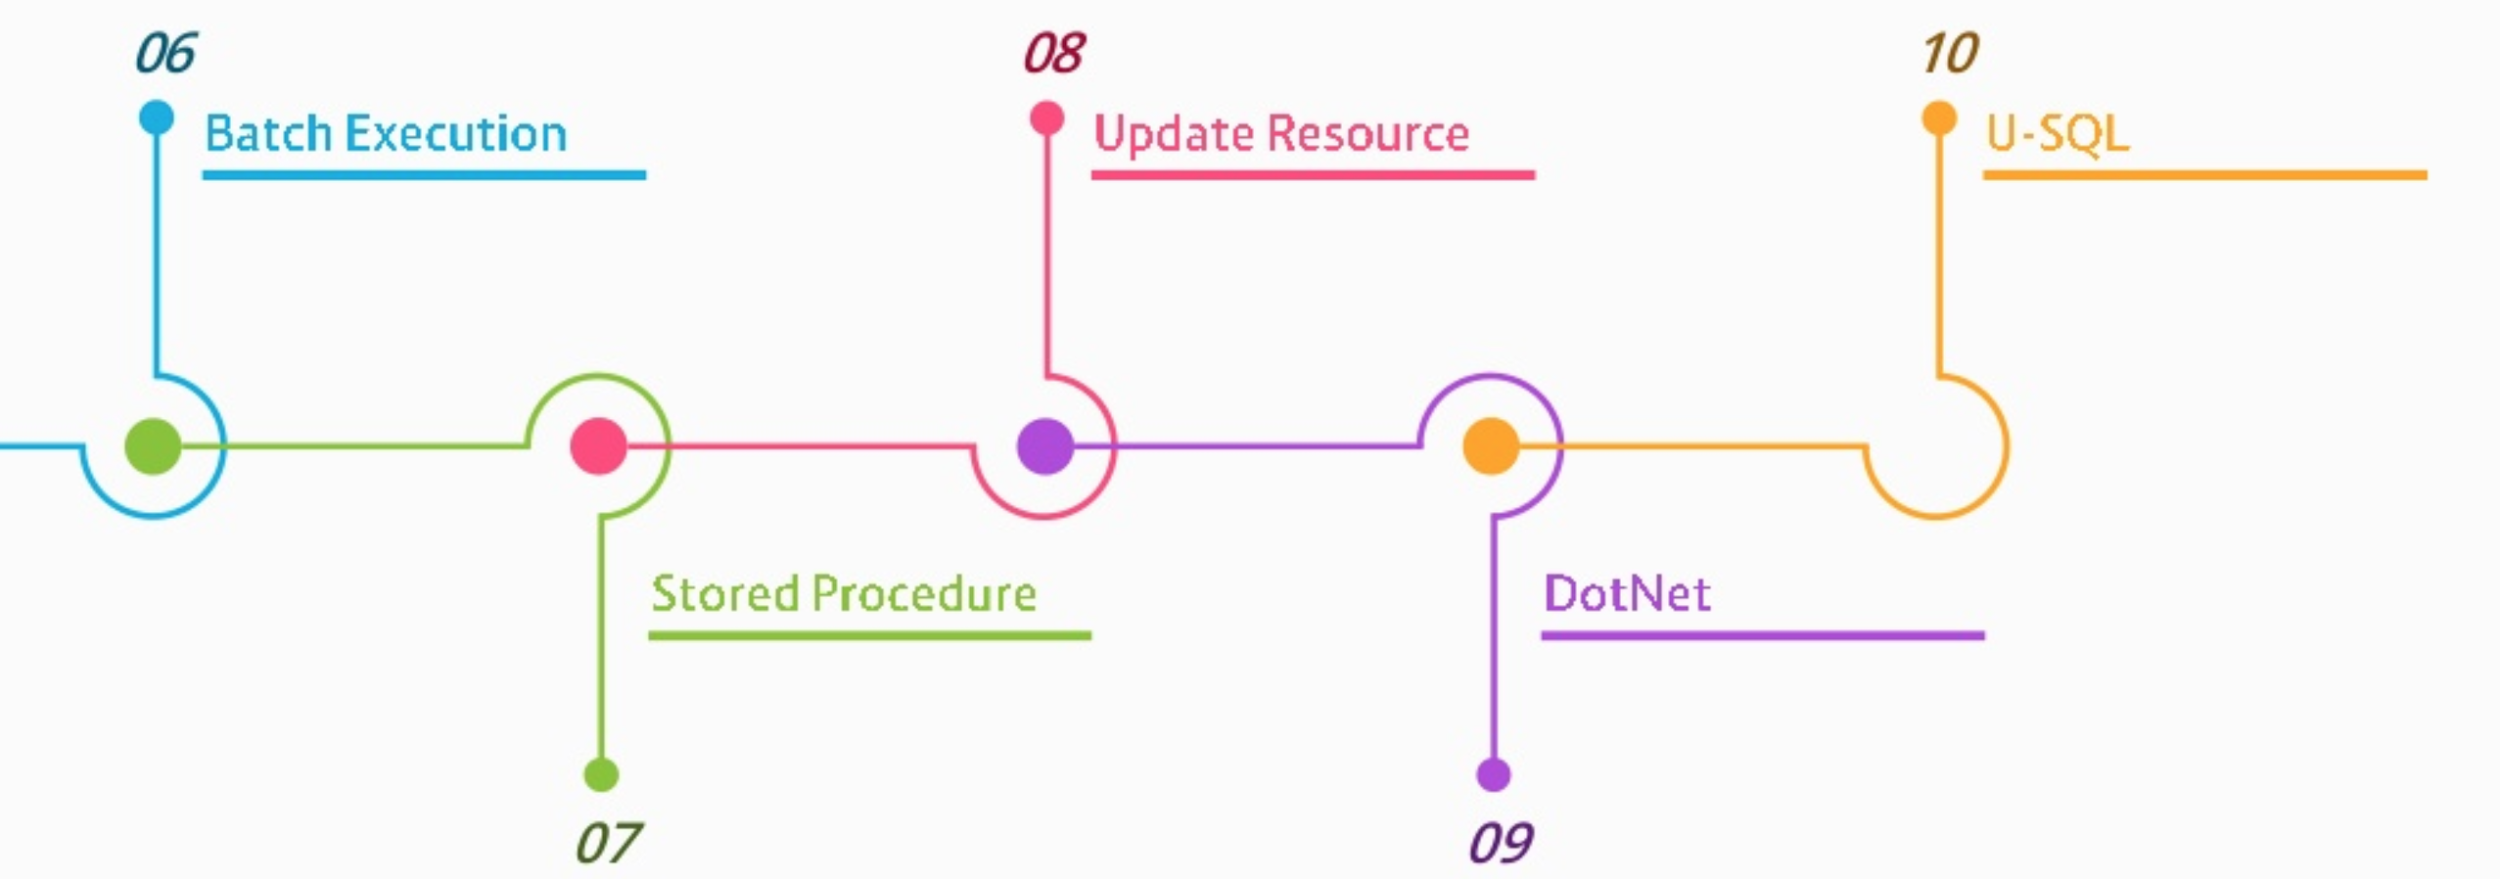 06
Batch Execution
07
Stored Procedure
08
Update Resource
09
DotNet
10
U-SQL